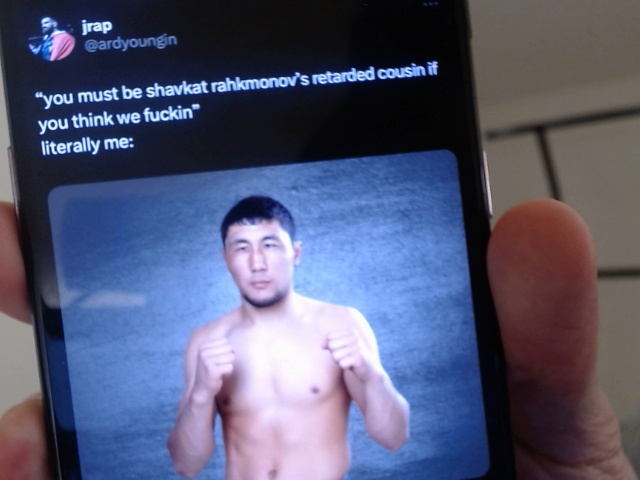 jrap
@ardyoungin
“you must be shavkat rahkmonov’s retarded cousin if
you think we fuckin”
literally me: